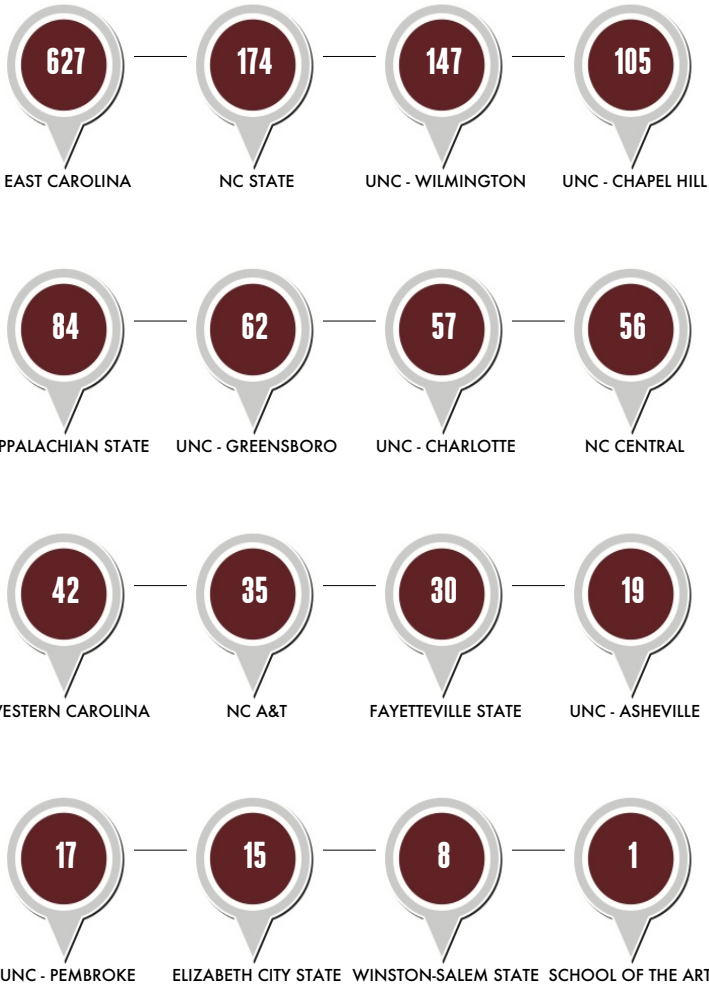 627 174 147 105
EAST CAROLINA NC STATE UNC - WILMINGTON UNC - CHAPEL HILL
84 62 57 56
PPALACHIAN STATE UNC - GREENSBORO UNC - CHARLOTTE NC CENTRAL
42 35 30 19
WESTERN CAROLINA NC A&T FAYETTEVILLE STATE UNC - ASHEVILLE
17 15 8 1
UNC - PEMBROKE ELIZABETH CITY STATE WINSTON-SALEM STATE SCHOOL OF THE ART